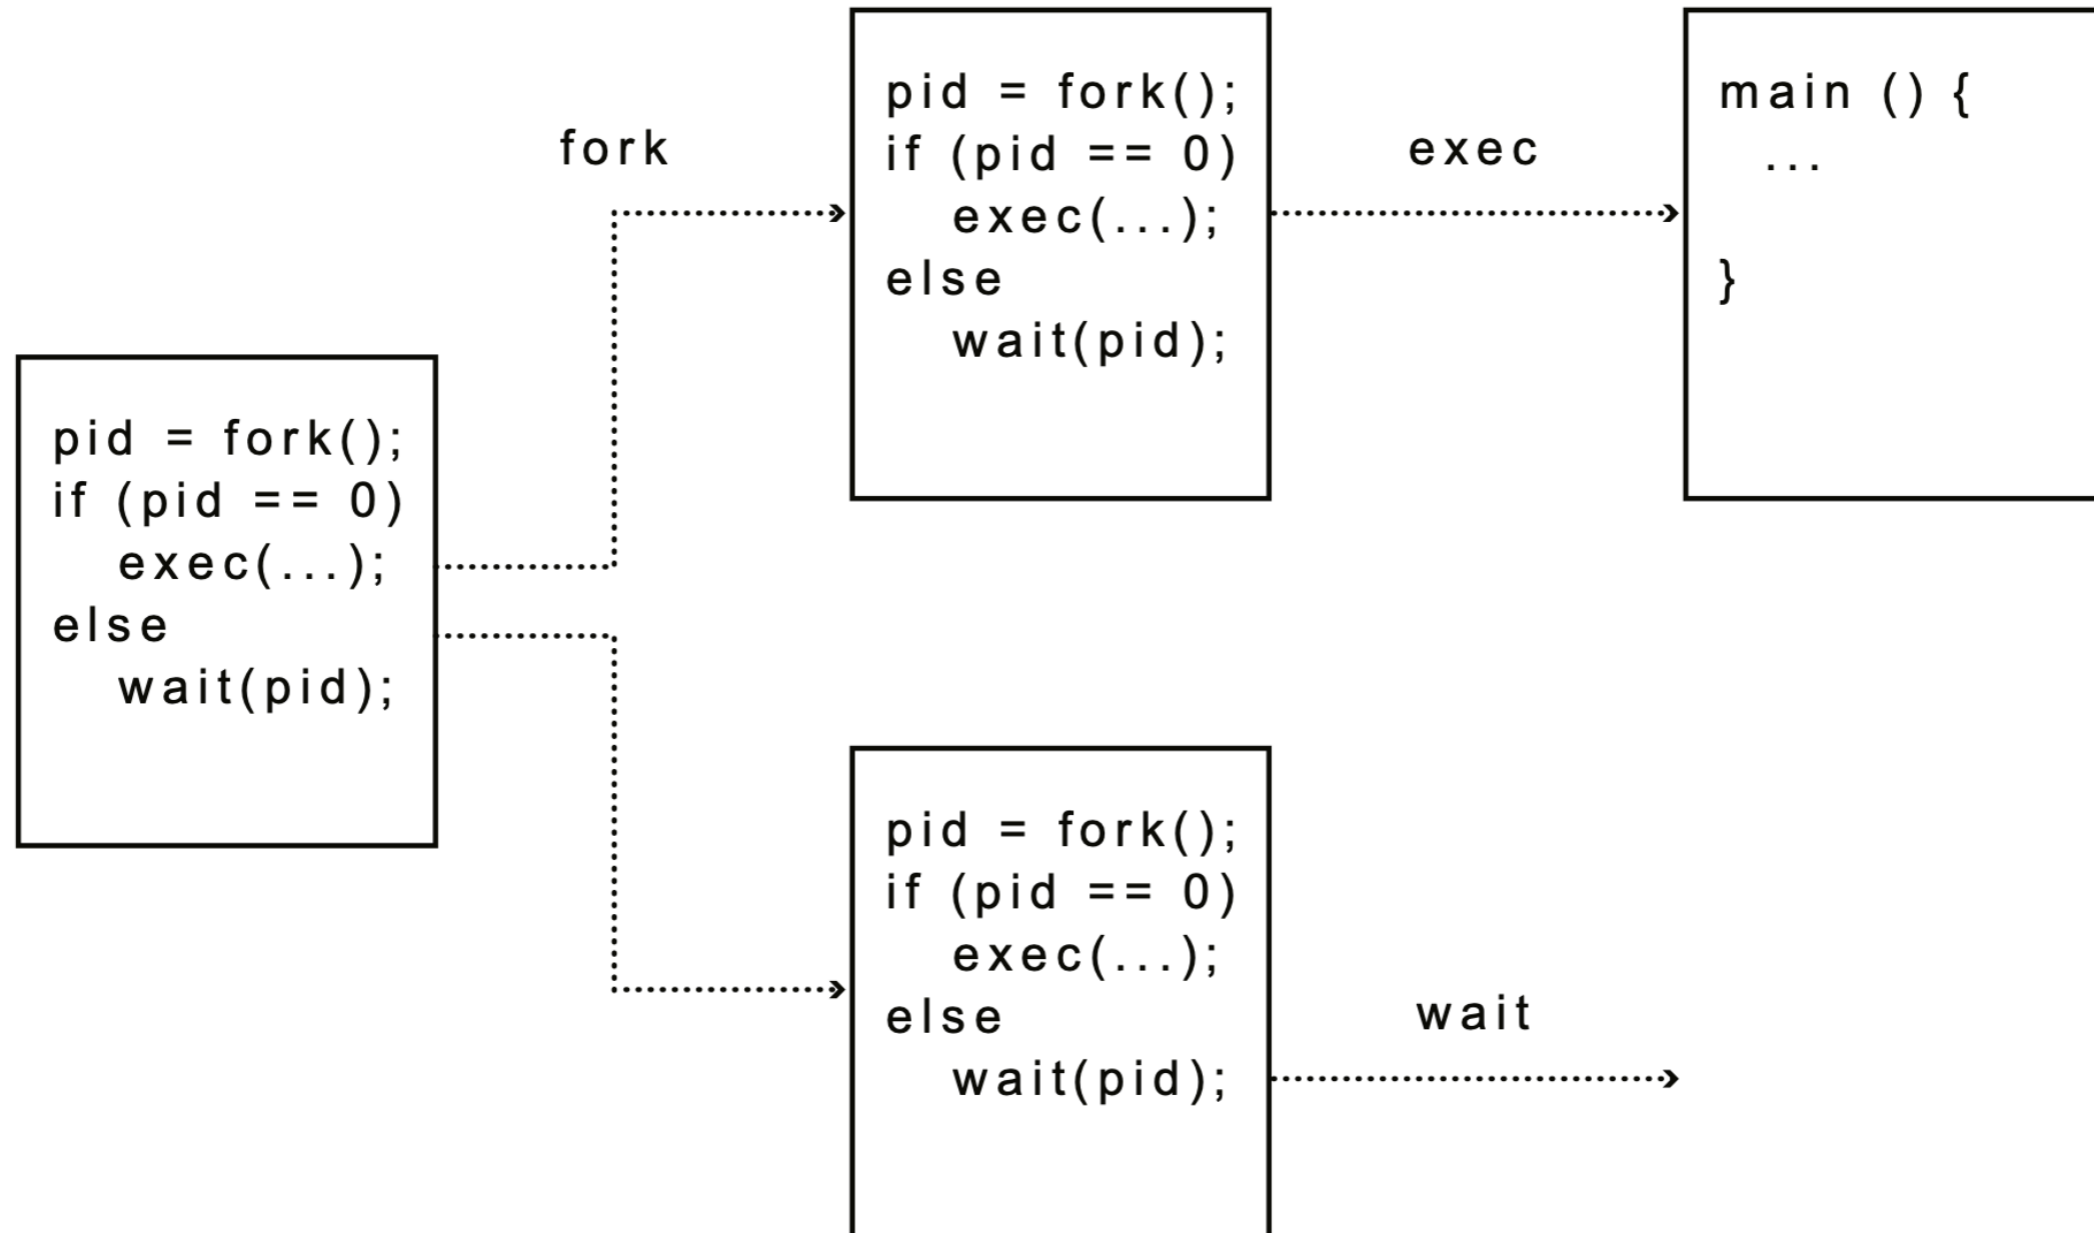 pid = fork();
if (pid == 0)
   exec(...);
else
   wait(pid);
fork
pid = fork();
if (pid == 0)
   exec(...);
else
   wait(pid);
exec
main () {
  ...
}
pid = fork();
if (pid == 0)
   exec(...);
else
   wait(pid);
wait